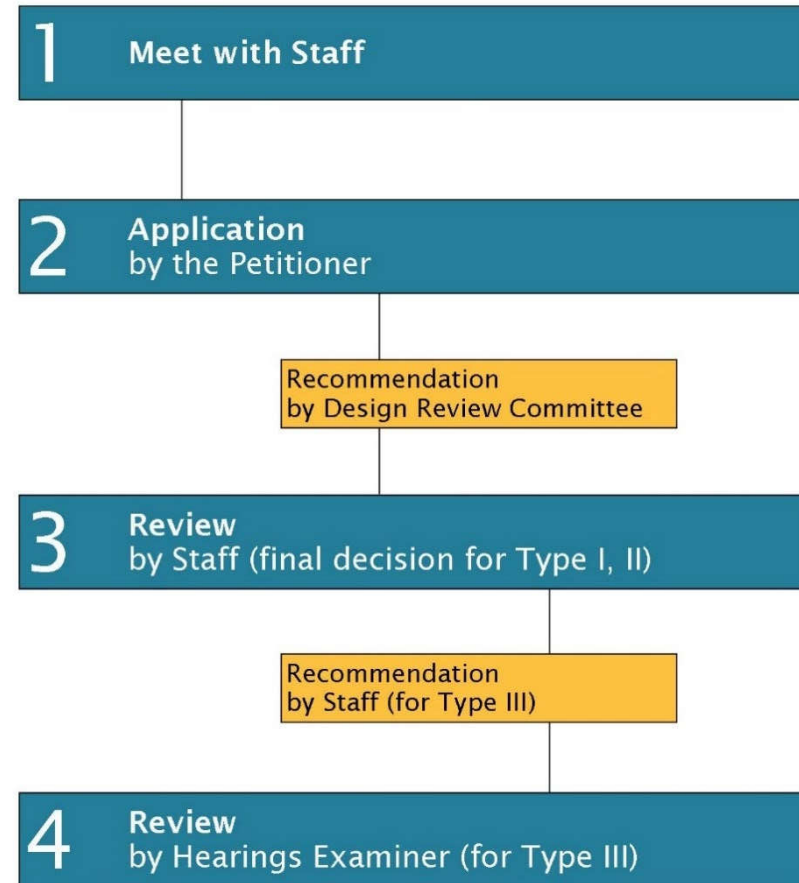 1 Meet with Staff
2 Application
by the Petitioner
Recommendation
by Design Review Committee
3 Review
by Staff (final decision for Type I, II)
Recommendation
by Staff (for Type III)
4 Review
by Hearings Examiner (for Type III)